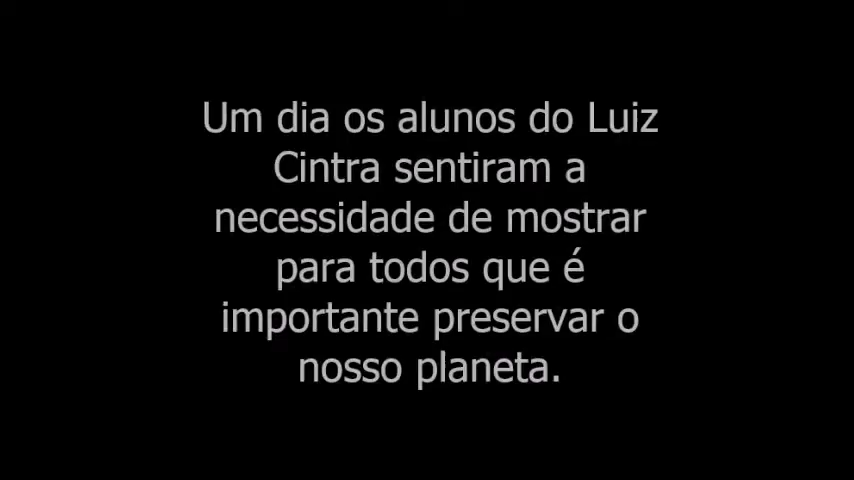 Um dia os alunos do Luiz
Cintra sentiram a
necessidade de mostrar
para todos que é
importante preservar o
nosso planeta.